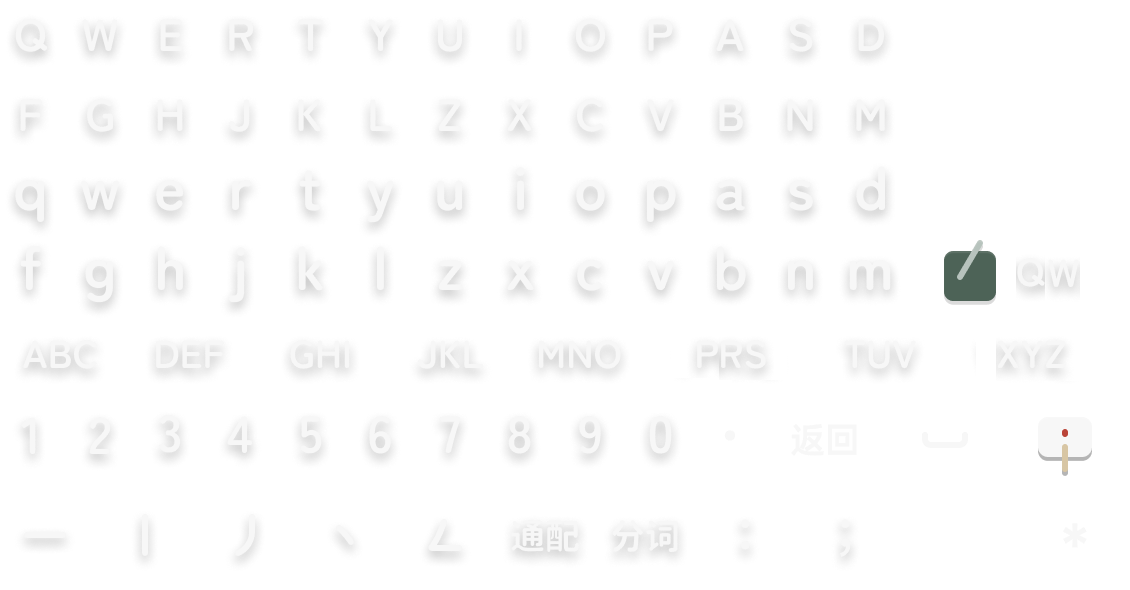 Q W E R T Y U I O P A S D
F G H J K L Z X C V B N M
q w e r t y u i o p a s d
f g h j k l z x c v b n m QW
ABC DEF GHI JKL MNO PRS TUV XYZ
1 2 3 4 5 6 7 8 9 0 · 返回
一 丨 丿 丶 ㄥ 通配 分词 : ; *